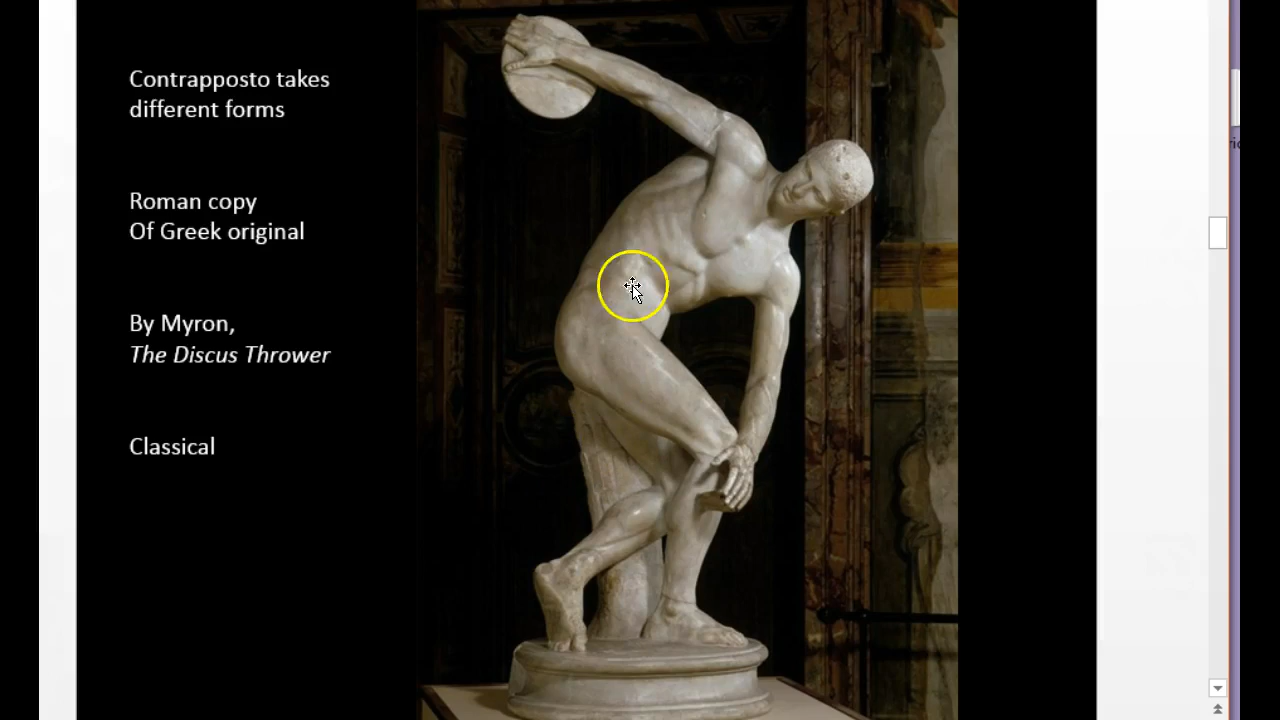 Contrapposto takes
different forms
Roman copy
Of Greek original
By Myron,
The Discus Thrower
Classical